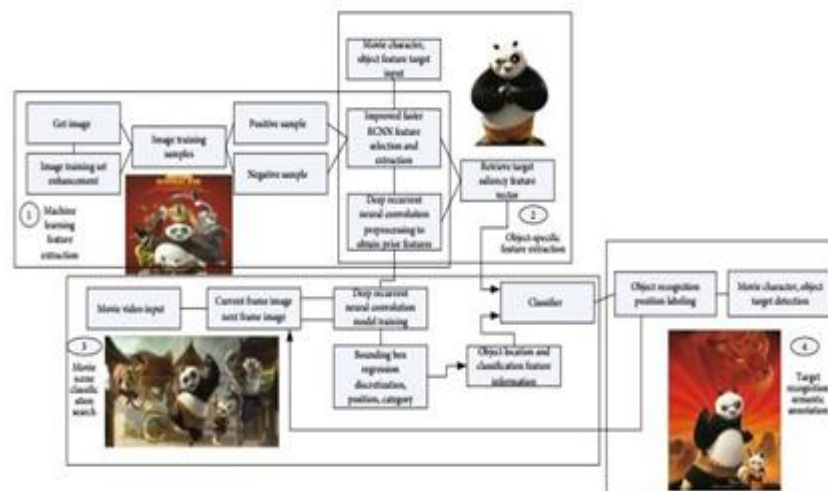 Movie character,
object feature target
input
Get image
Image training set
enhancement
Image training
samples
Positive sample
Negative sample
Improved faster
RCNN feature
selection and
extraction
Deep recurrent
neural convolution
preprocessing to
obtain prior features
Retrieve target
saliency feature
vector
1
Machine
learning
feature
extraction
2
Object-specific
feature extraction
Movie video input
Current frame image
next frame image
Deep recurrent
neural convolution
model training
Bounding box
regression
discretization,
position, category
Classifier
Object location and
classification feature
information
3
Movie
scene
classific
ation
search
Object recognition
position labeling
Movie character, object
target detection
4
Target
recognition
semantic
annotation